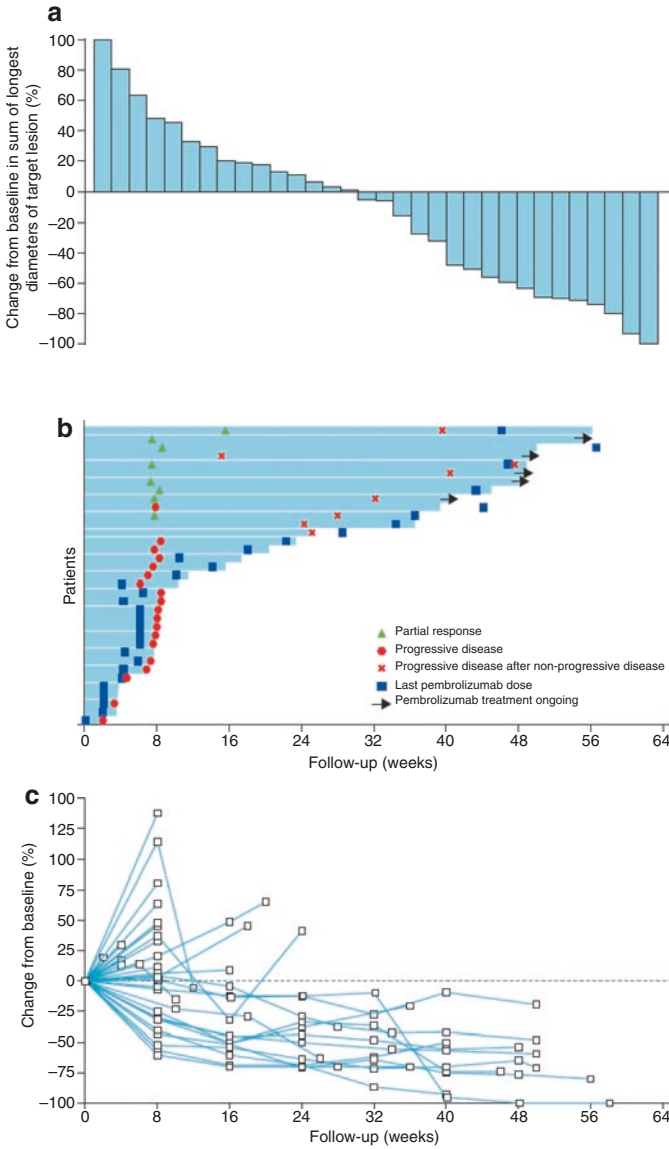 a
Change from baseline in sum of longest
diameters of target lesion (%)
100
80
60
40
20
0
−20
−40
−60
−80
−100
b
Patients
Partial response
Progressive disease
Progressive disease after non-progressive disease
Last pembrolizumab dose
Pembrolizumab treatment ongoing
0 8 16 24 32 40 48 56 64
Follow-up (weeks)
c
Change from baseline (%)
100
125
100
75
50
25
0
−25
−50
−75
−100
0 8 16 24 32 40 48 56 64
Follow-up (weeks)